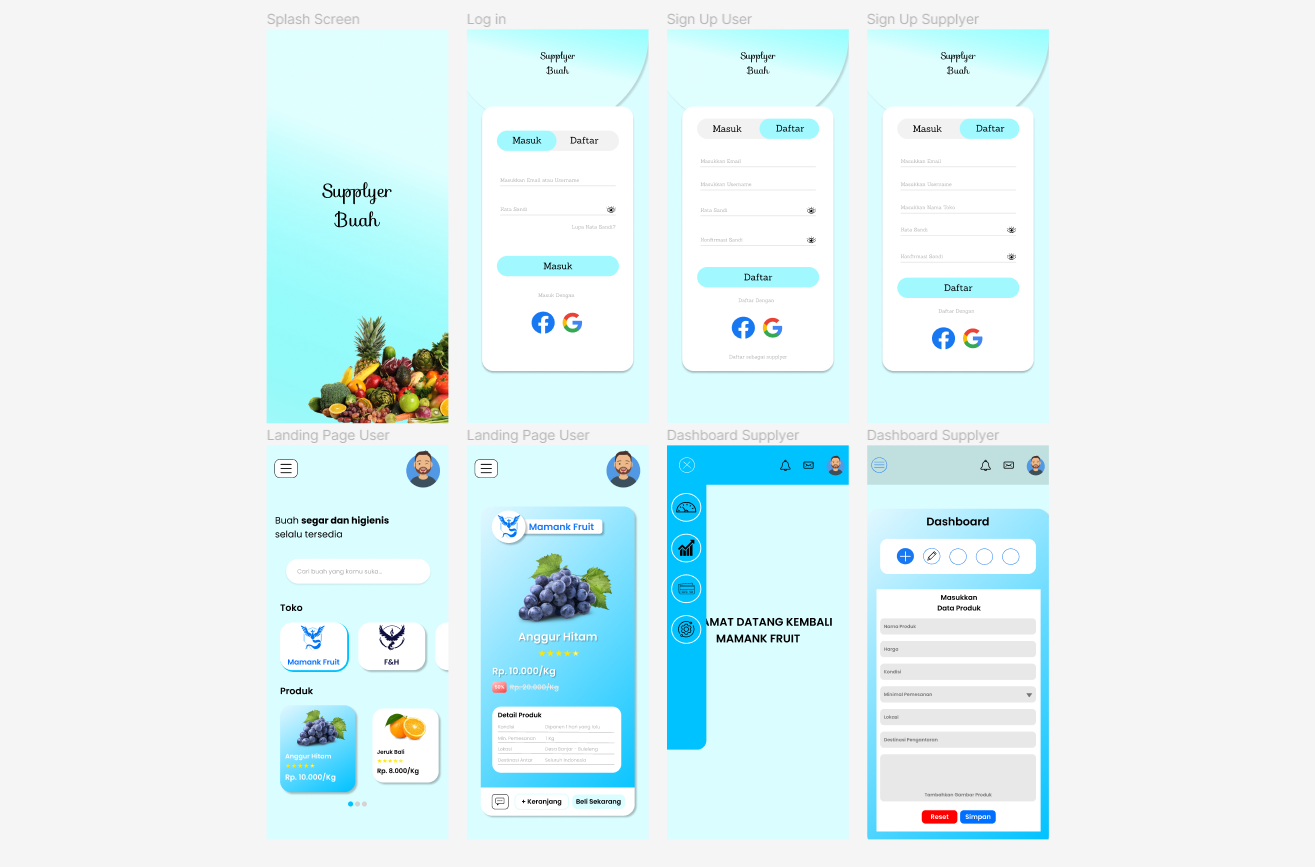 Splash Screen
Log in
Sign Up User
Sign Up Supplyer
Supplyer
Buah
Supplyer
Buah
Masuk
Daftar
Masukkan Email atau Username
Kata Sandi
Lupa Kata Sandi?
Masuk
Masuk Dengan
Supplyer
Buah
Masuk
Daftar
Masukkan Email
Masukkan Username
Kata Sandi
Konfirmasi Sandi
Daftar
Daftar Dengan
Daftar sebagai supplyer
Supplyer
Buah
Masuk
Daftar
Masukkan Email
Masukkan Username
Masukkan Nama Toko
Kata Sandi
Konfirmasi Sandi
Daftar
Daftar Dengan
Landing Page User
Landing Page User
Dashboard Supplyer
Dashboard Supplyer
Buah segar dan higienis
selalu tersedia
Cari buah yang kamu suka...
Toko
Mamank Fruit
F&H
Produk
Anggur Hitam
Rp. 10.000/Kg
Jeruk Bali
Rp. 8.000/Kg
Mamank Fruit
Anggur Hitam
Rp. 10.000/Kg
50% Rp. 20.000/Kg
Detail Produk
Kondisi Dipanen 1 hari yang lalu
Min. Pemesanan 1 Kg
Lokasi Desa Banjar - Buleleng
Destinasi Antar Seluruh Indonesia
+ Keranjang
Beli Sekarang
AMAT DATANG KEMBALI
MAMANK FRUIT
Dashboard
Masukkan
Data Produk
Nama Produk
Harga
Kondisi
Minimal Pemesanan
Lokasi
Destinasi Pengantaran
Tambahkan Gambar Produk
Reset
Simpan